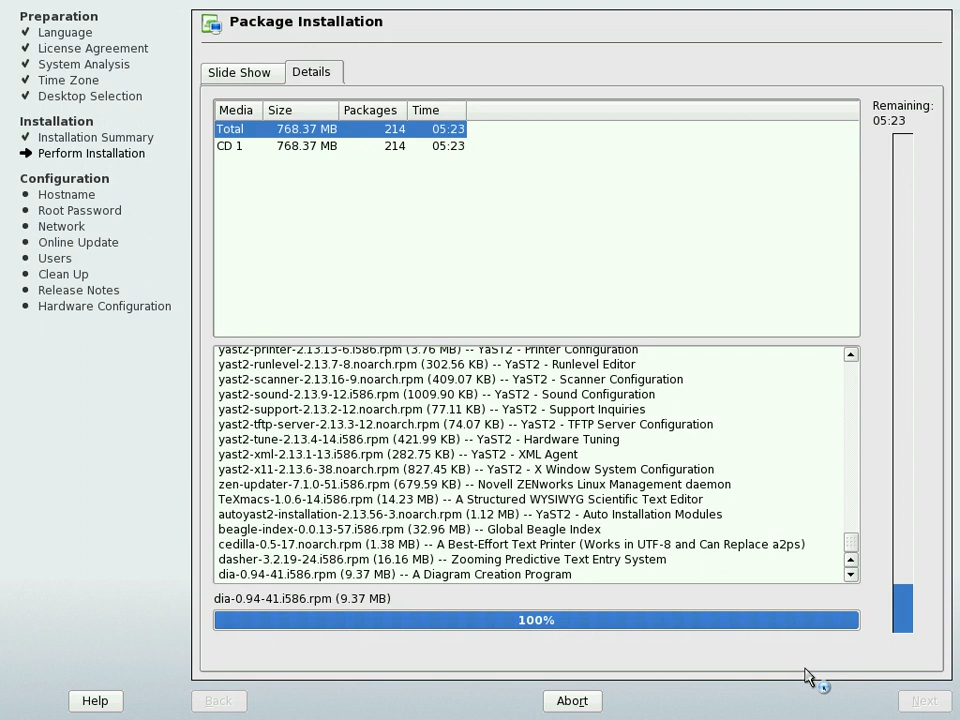 Preparation
Language
License Agreement
System Analysis
Time Zone
Desktop Selection
Installation
Installation Summary
Perform Installation
Configuration
Hostname
Root Password
Network
Online Update
Users
Clean Up
Release Notes
Hardware Configuration
Package Installation
Slide Show
Details
Media Size Packages Time
Total 768.37 MB 214 05:23
CD 1 768.37 MB 214 05:23
Remaining:
05:23
yast2-printer-2.13.13-6.i586.rpm (3.76 MB) -- YaST2 - Printer Configuration
yast2-runlevel-2.13.7-8.noarch.rpm (302.56 KB) -- YaST2 - Runlevel Editor
yast2-scanner-2.13.16-9.noarch.rpm (409.07 KB) -- YaST2 - Scanner Configuration
yast2-sound-2.13.9-12.i586.rpm (1009.90 KB) -- YaST2 - Sound Configuration
yast2-support-2.13.2-12.noarch.rpm (77.11 KB) -- YaST2 - Support Inquiries
yast2-tftp-server-2.13.3-12.noarch.rpm (74.07 KB) -- YaST2 - TFTP Server Configuration
yast2-tune-2.13.4-14.i586.rpm (421.99 KB) -- YaST2 - Hardware Tuning
yast2-xml-2.13.1-13.i586.rpm (282.75 KB) -- YaST2 - XML Agent
yast2-x11-2.13.6-38.noarch.rpm (827.45 KB) -- YaST2 - X Window System Configuration
zen-updater-7.1.0-51.i586.rpm (679.59 KB) -- Novell ZENworks Linux Management daemon
TeXmacs-1.0.6-14.i586.rpm (14.23 MB) -- A Structured WYSIWYG Scientific Text Editor
autoyast2-installation-2.13.56-3.noarch.rpm (1.12 MB) -- YaST2 - Auto Installation Modules
beagle-index-0.0.13-57.i586.rpm (32.96 MB) -- Global Beagle Index
cedilla-0.5-17.noarch.rpm (1.38 MB) -- A Best-Effort Text Printer (Works in UTF-8 and Can Replace a2ps)
dasher-3.2.19-24.i586.rpm (16.16 MB) -- Zooming Predictive Text Entry System
dia-0.94-41.i586.rpm (9.37 MB) -- A Diagram Creation Program
dia-0.94-41.i586.rpm (9.37 MB)
100%
Help
Back
Abort
Next